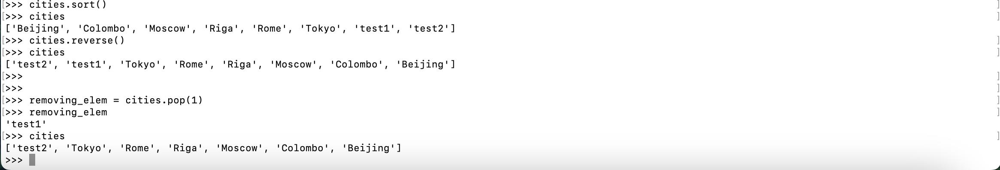 [>>> cities.sort() ]
[>>> cities ]
['Beijing', 'Colombo', 'Moscow', 'Riga', 'Rome', 'Tokyo', 'test1', 'test2']
[>>> cities.reverse() ]
[>>> cities ]
['test2', 'test1', 'Tokyo', 'Rome', 'Riga', 'Moscow', 'Colombo', 'Beijing']
[>>> ]
[>>> ]
[>>> removing_elem = cities.pop(1) ]
[>>> removing_elem ]
'test1'
[>>> cities ]
['test2', 'Tokyo', 'Rome', 'Riga', 'Moscow', 'Colombo', 'Beijing']
>>>